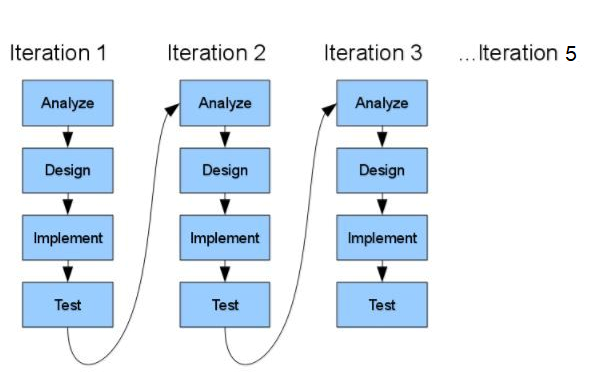 Iteration 1 Iteration 2 Iteration 3 ...Iteration 5
Analyze Analyze Analyze
Design Design Design
Implement Implement Implement
Test Test Test